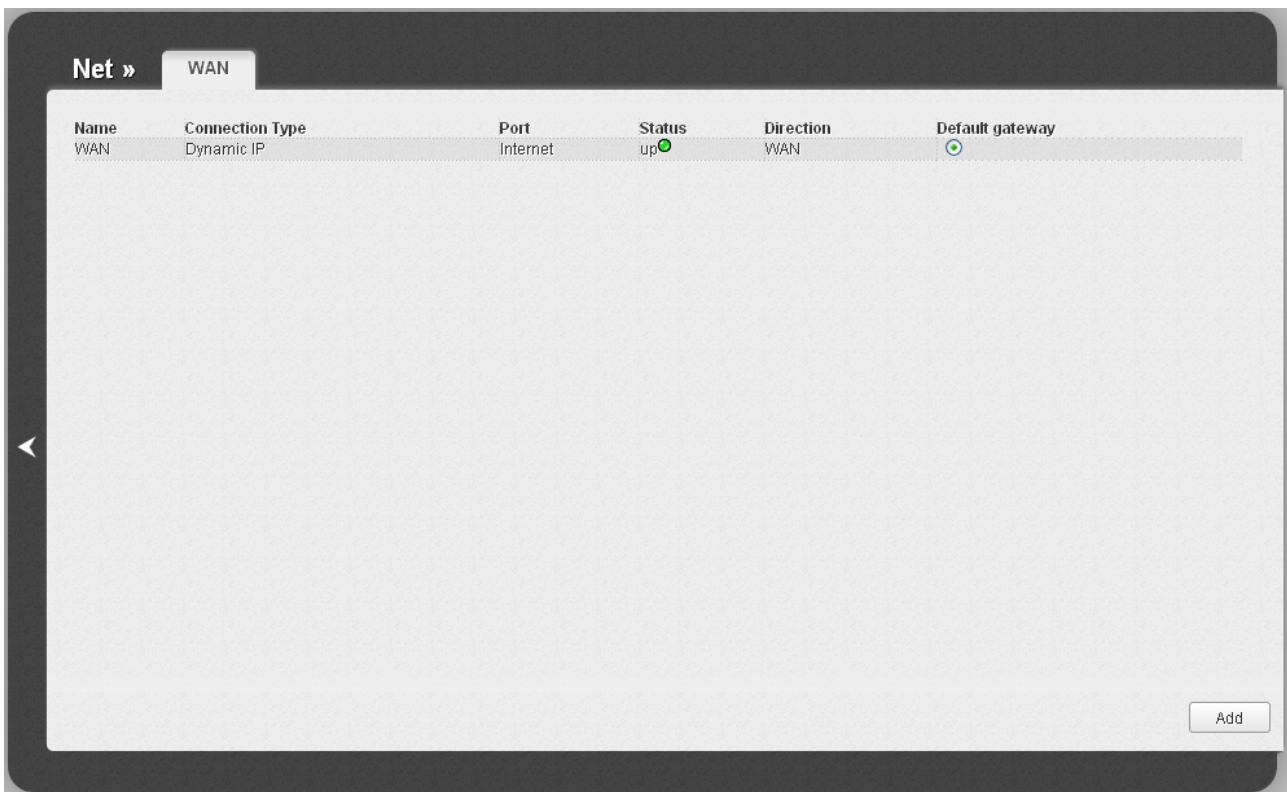 Net » WAN
Name Connection Type Port Status Direction Default gateway
WAN Dynamic IP Internet up WAN
Add